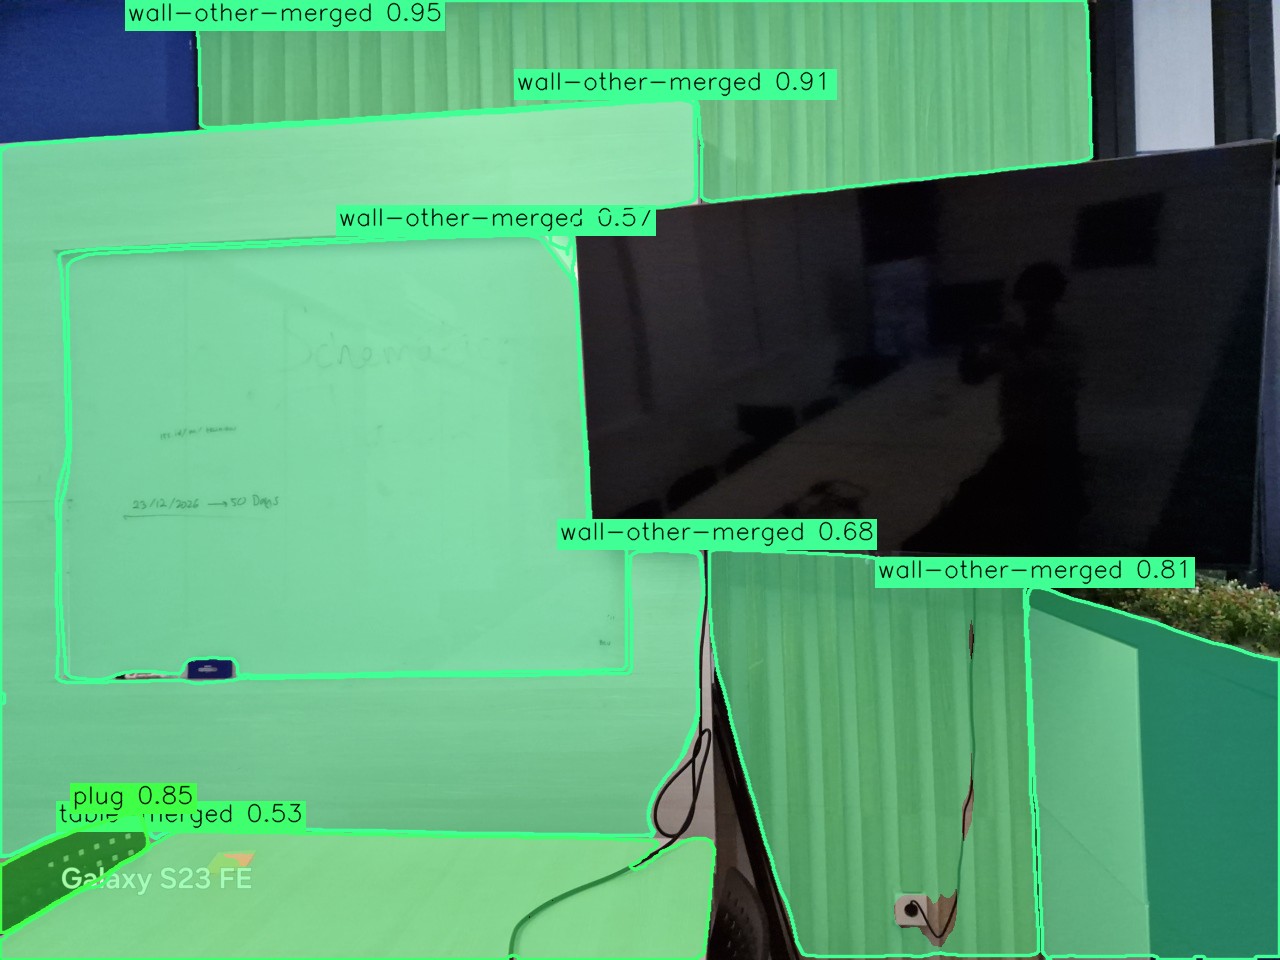 wall-other-merged 0.95
wall-other-merged 0.91
wall-other-merged 0.57
23/12/2026 → 50 Days
wall-other-merged 0.68
wall-other-merged 0.81
plug 0.85
table-merged 0.53
Galaxy S23 FE